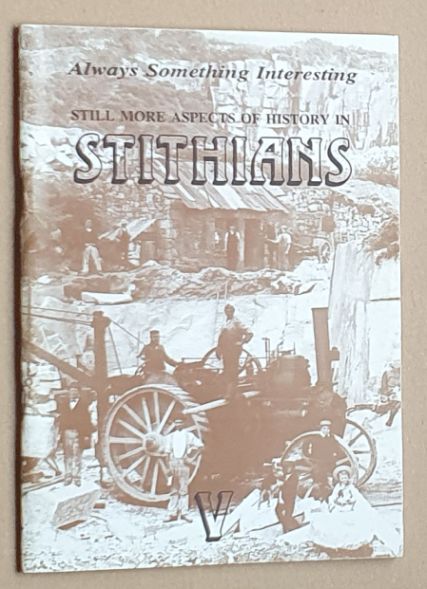 Always Something Interesting
STILL MORE ASPECTS OF HISTORY IN
STITHIANS
V